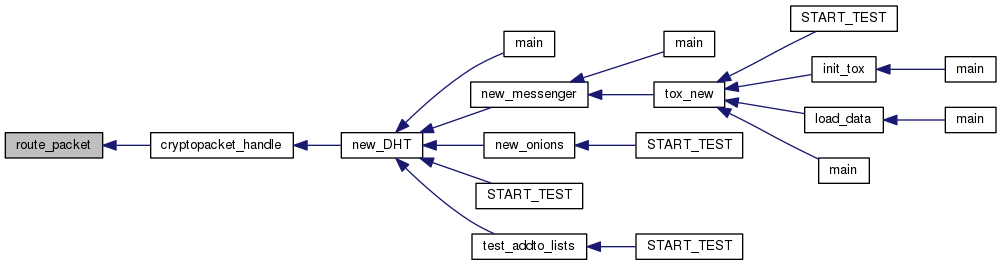 START_TEST
main
main
init_tox
main
new_messenger
tox_new
load_data
main
route_packet
cryptopacket_handle
new_DHT
new_onions
START_TEST
main
START_TEST
test_addto_lists
START_TEST